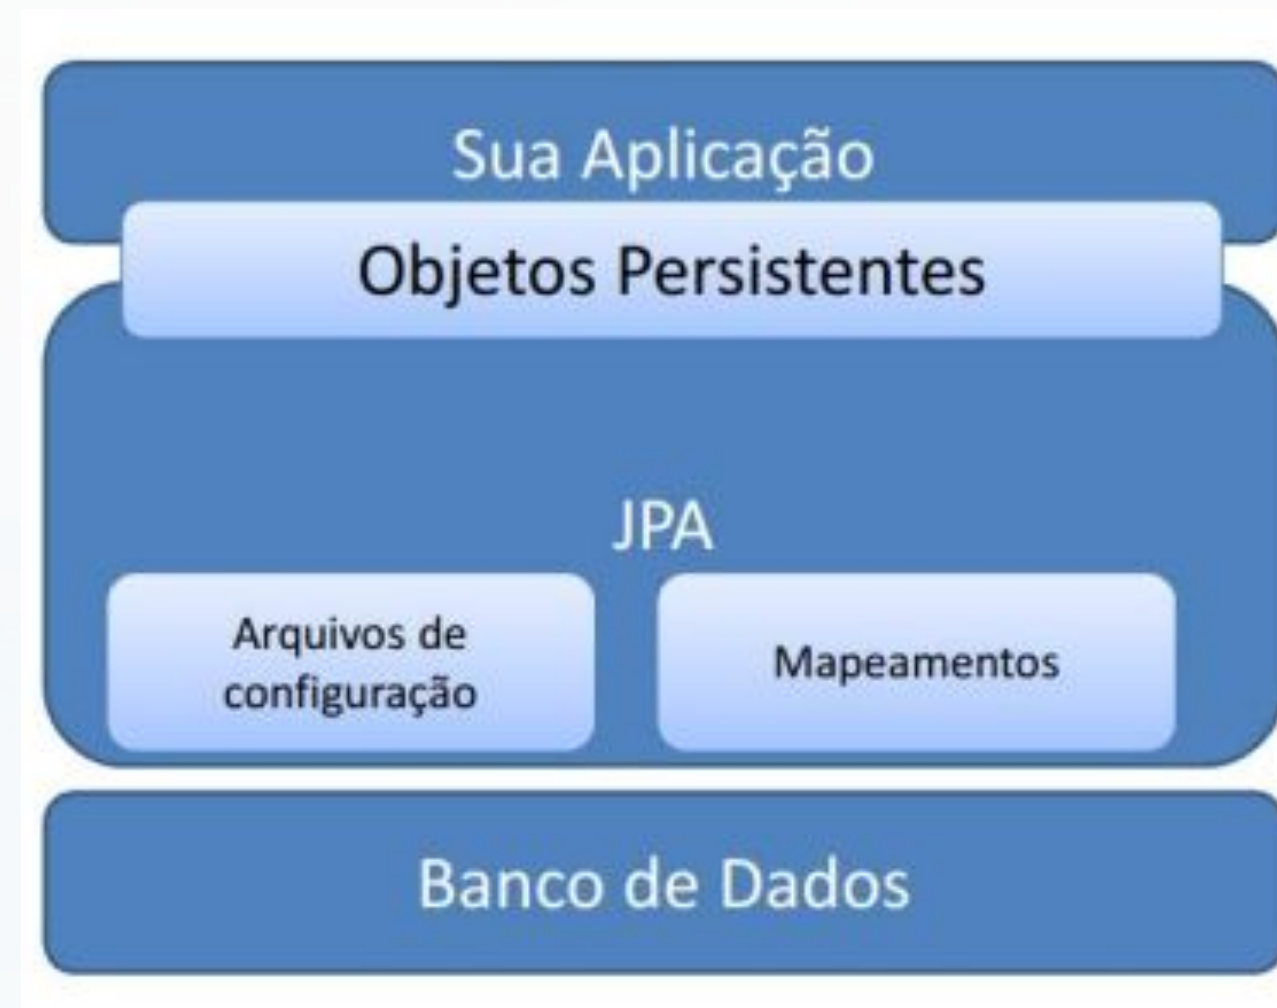 Sua Aplicação
Objetos Persistentes
JPA
Arquivos de
configuração
Mapeamentos
Banco de Dados